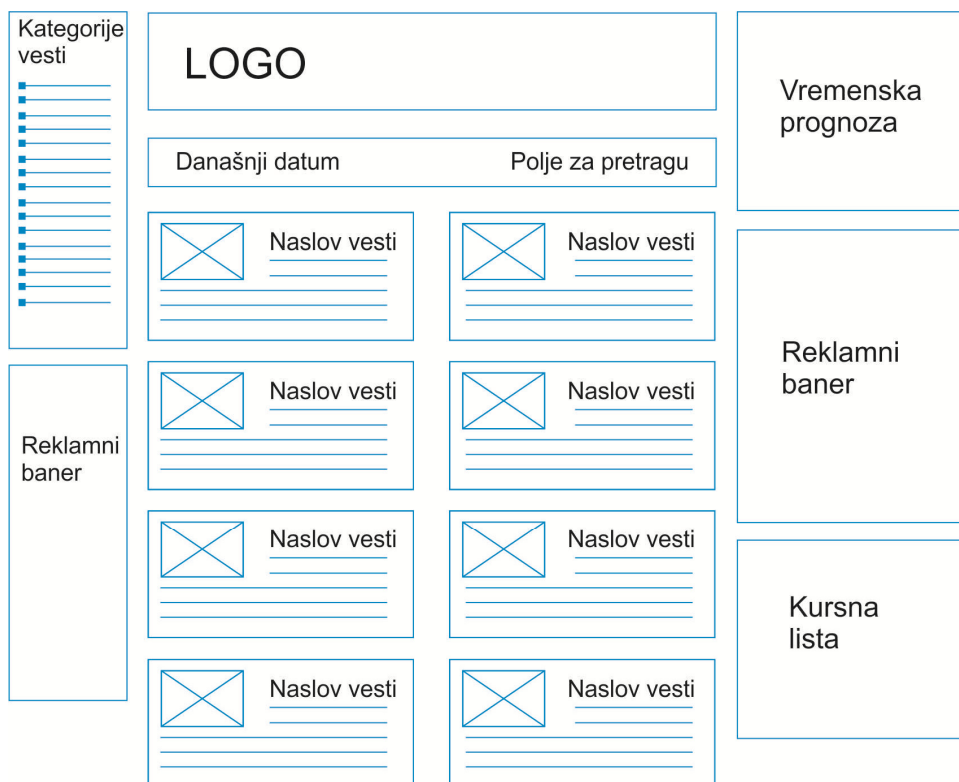 Kategorije
vesti
LOGO
Vremenska
prognoza
Današnji datum
Polje za pretragu
Naslov vesti
Naslov vesti
Reklamni
baner
Naslov vesti
Naslov vesti
Reklamni
baner
Naslov vesti
Naslov vesti
Kursna
lista
Naslov vesti
Naslov vesti